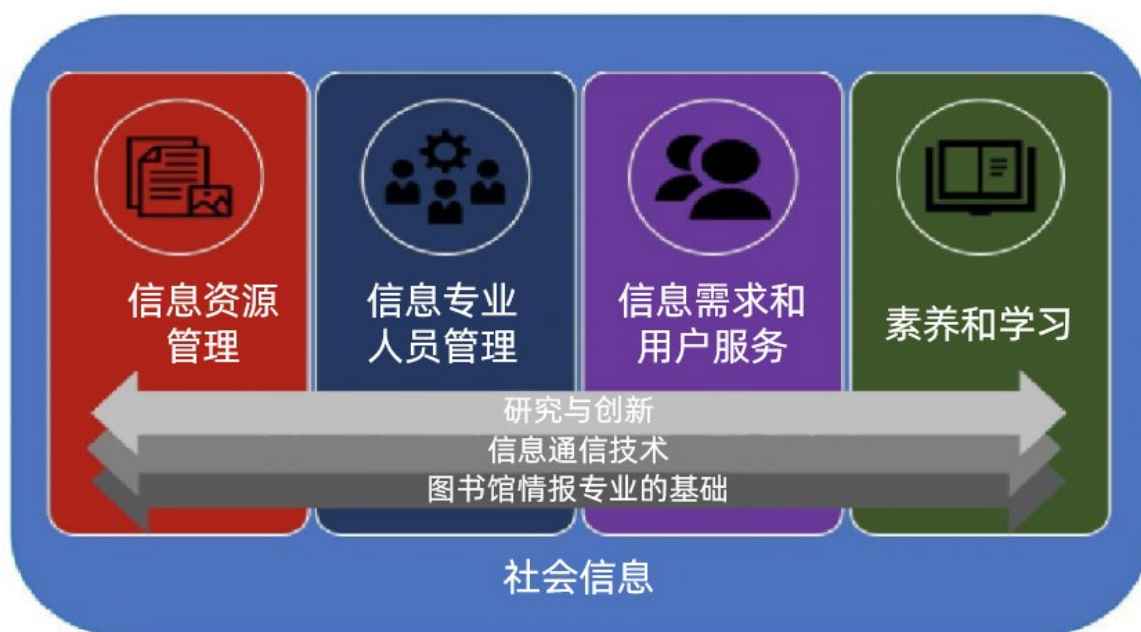 信息资源
管理
信息专业
人员管理
信息需求和
用户服务
素养和学习
研究与创新
信息通信技术
图书馆情报专业的基础
社会信息